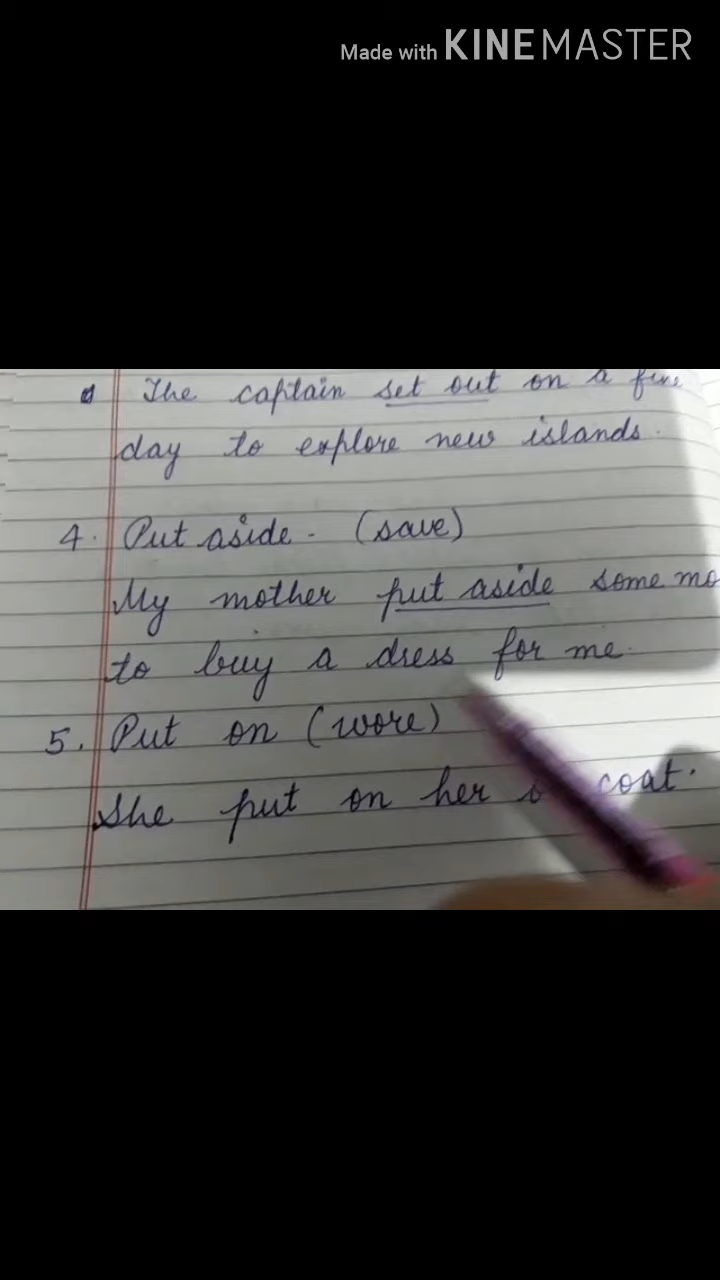 Made with KINEMASTER
The captain set out on a fine
day to explore new islands.
4. Put aside - (save)
My mother put aside some
to buy a dress for me.
5. Put on (wore)
She put on her coat.